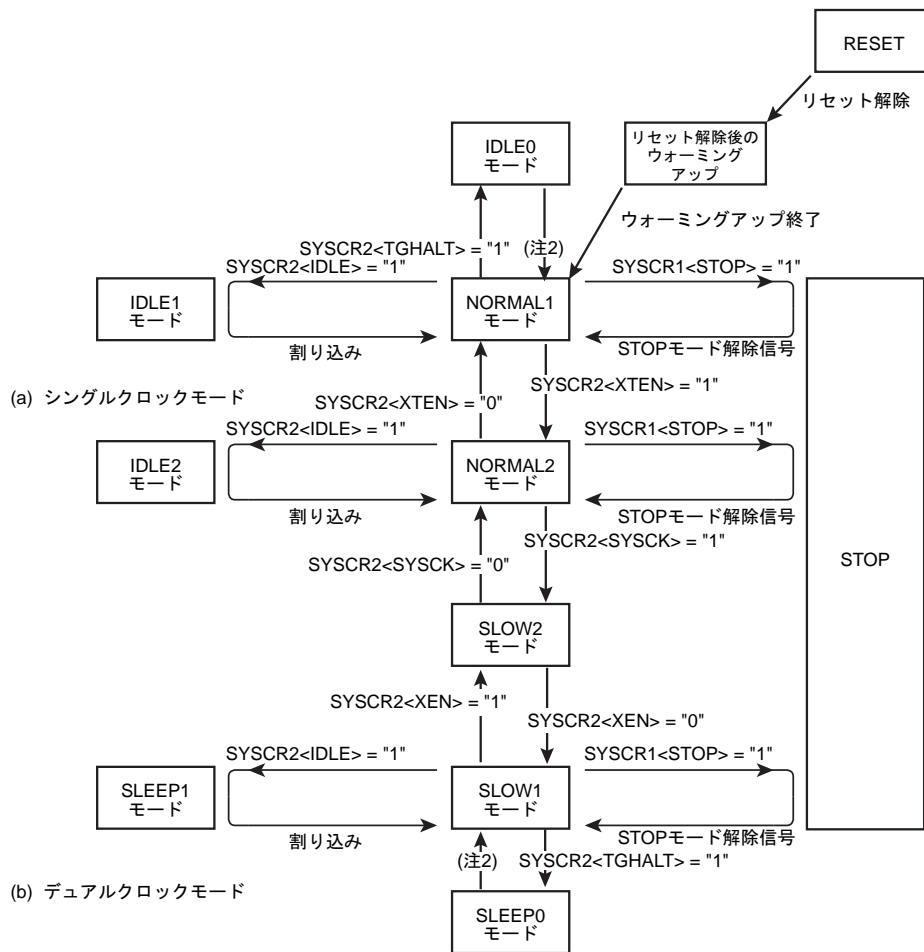 RESET
リセット解除
IDLE0
モード
リセット解除後の
ウォーミング
アップ
ウォーミングアップ終了
SYSCR2<TGHALT> = "1"
(注2)
SYSCR2<IDLE> = "1"
SYSCR1<STOP> = "1"
IDLE1
モード
NORMAL1
モード
割り込み
STOPモード解除信号
SYSCR2<XTEN> = "1"
(a) シングルクロックモード
SYSCR2<XTEN> = "0"
SYSCR2<IDLE> = "1"
SYSCR1<STOP> = "1"
IDLE2
モード
NORMAL2
モード
割り込み
STOPモード解除信号
SYSCR2<SYSCK> = "1"
STOP
SYSCR2<SYSCK> = "0"
SLOW2
モード
SYSCR2<XEN> = "1"
SYSCR2<XEN> = "0"
SYSCR2<IDLE> = "1"
SYSCR1<STOP> = "1"
SLEEP1
モード
SLOW1
モード
割り込み
STOPモード解除信号
(注2)
SYSCR2<TGHALT> = "1"
(b) デュアルクロックモード
SLEEP0
モード